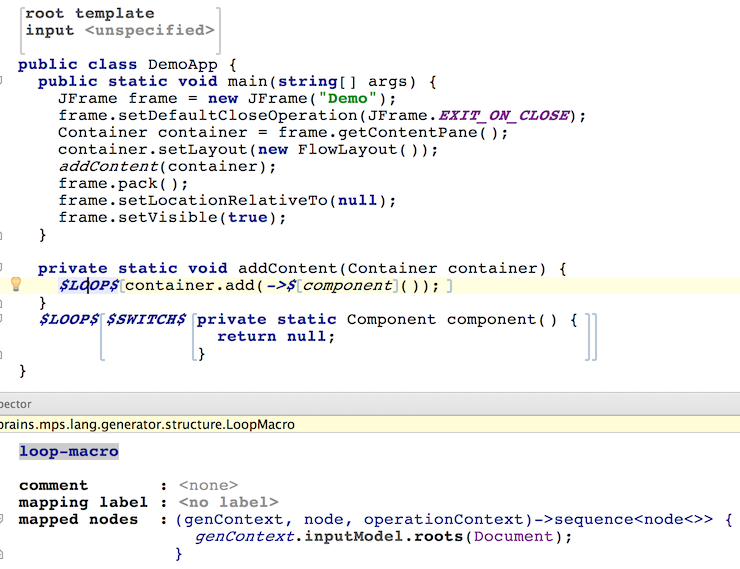 root template
input <unspecified>
public class DemoApp {
public static void main(string[] args) {
JFrame frame = new JFrame("Demo");
frame.setDefaultCloseOperation(JFrame.EXIT_ON_CLOSE);
Container container = frame.getContentPane();
container.setLayout(new FlowLayout());
addContent(container);
frame.pack();
frame.setLocationRelativeTo(null);
frame.setVisible(true);
}
private static void addContent(Container container) {
$LOOP$[container.add(->$[component]()); ]
}
$LOOP$[ $SWITCH$[private static Component component() { ]]
return null;
}
}
pector
brains.mps.lang.generator.structure.LoopMacro
loop-macro
comment : <none>
mapping label : <no label>
mapped nodes : (genContext, node, operationContext)->sequence<node<>> {
genContext.inputModel.roots(Document);
}